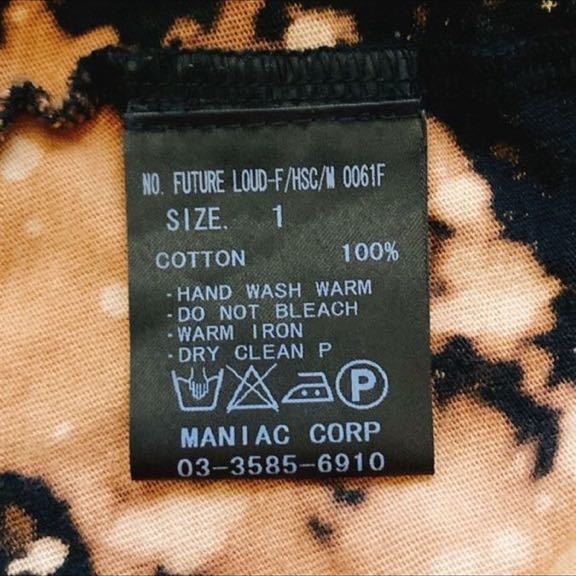 NO. FUTURE LOUD-F/HSC/M 0061F
SIZE. 1
COTTON 100%
-HAND WASH WARM
-DO NOT BLEACH
-WARM IRON
-DRY CLEAN P
P
MANIAC CORP
03-3585-6910